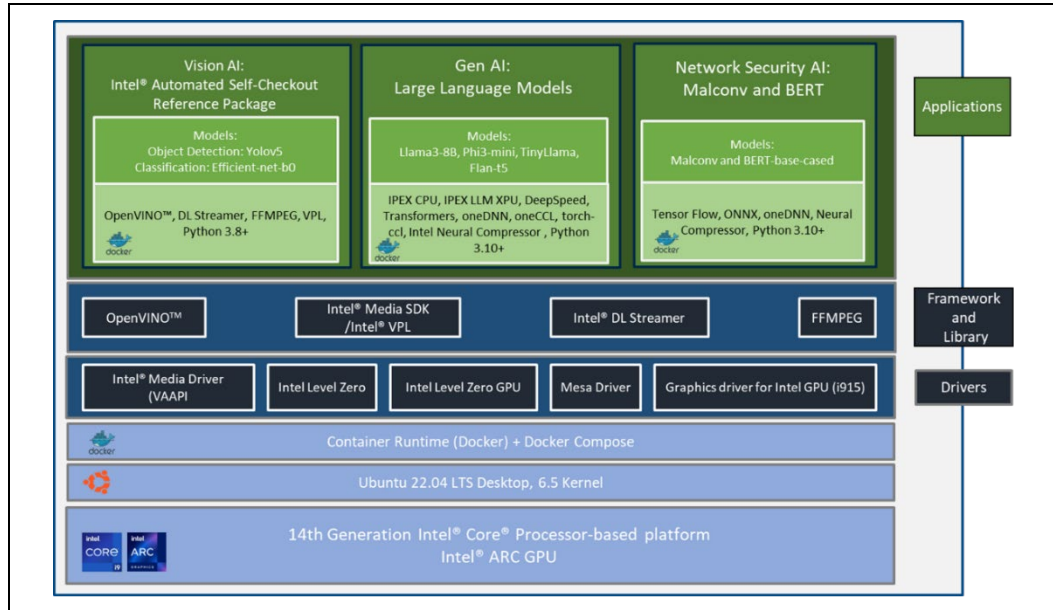 Vision AI:
Intel® Automated Self-Checkout
Reference Package
Models:
Object Detection: Yolov5
Classification: Efficient-net-b0
OpenVINO™, DL Streamer, FFMPEG, VPL,
Python 3.8+
docker
Gen AI:
Large Language Models
Models:
Llama3-8B, Phi3-mini, TinyLlama,
Flan-t5
IPEX CPU, IPEX LLM XPU, DeepSpeed,
Transformers, oneDNN, oneCCL, torch-
ccl, Intel Neural Compressor , Python
3.10+
docker
Network Security AI:
Malconv and BERT
Models:
Malconv and BERT-base-cased
Tensor Flow, ONNX, oneDNN, Neural
Compressor, Python 3.10+
docker
Applications
OpenVINO™
Intel® Media SDK
/Intel® VPL
Intel® DL Streamer
FFMPEG
Framework
and
Library
Intel® Media Driver
(VAAPI
Intel Level Zero
Intel Level Zero GPU
Mesa Driver
Graphics driver for Intel GPU (i915)
Drivers
docker
Container Runtime (Docker) + Docker Compose
Ubuntu 22.04 LTS Desktop, 6.5 Kernel
14th Generation Intel® Core® Processor-based platform
Intel® ARC GPU
intel
CORE
i9
intel
ARC
GRAPHICS